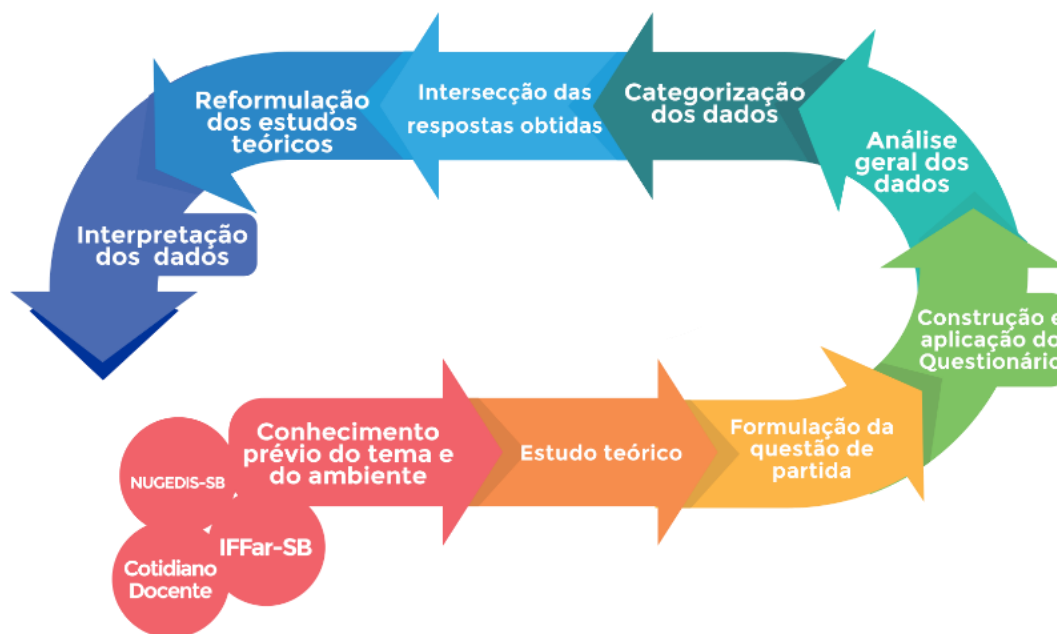 Reformulação
dos estudos
teóricos
Intersecção das
respostas obtidas
Categorização
dos dados
Análise
geral dos
dados
Interpretação
dos dados
Construção e
aplicação do
Questionário
Conhecimento
prévio do tema e
do ambiente
Estudo teórico
Formulação da
questão de
partida
NUGEDIS-SB
IFFar-SB
Cotidiano
Docente